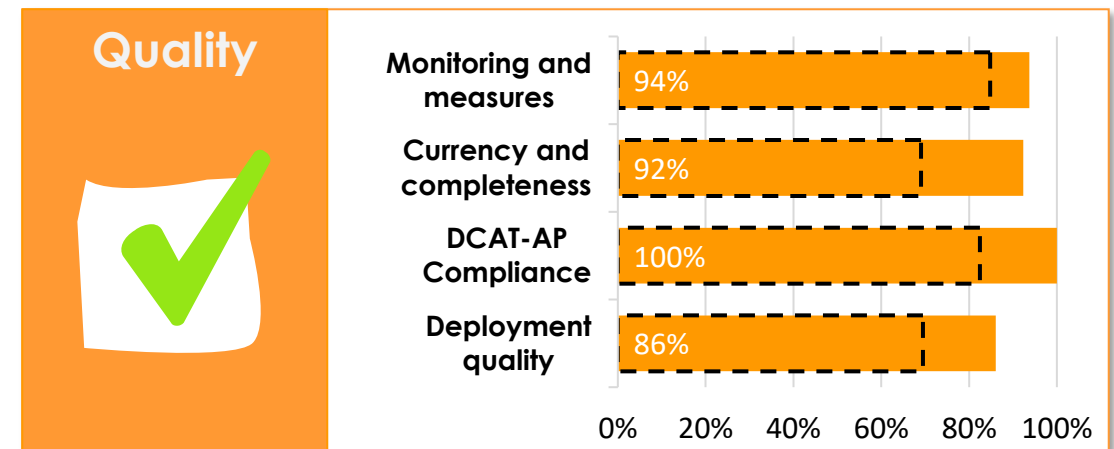 Quality
Monitoring and
measures
94%
Currency and
completeness
92%
DCAT-AP
Compliance
100%
Deployment
quality
86%
0% 20% 40% 60% 80% 100%